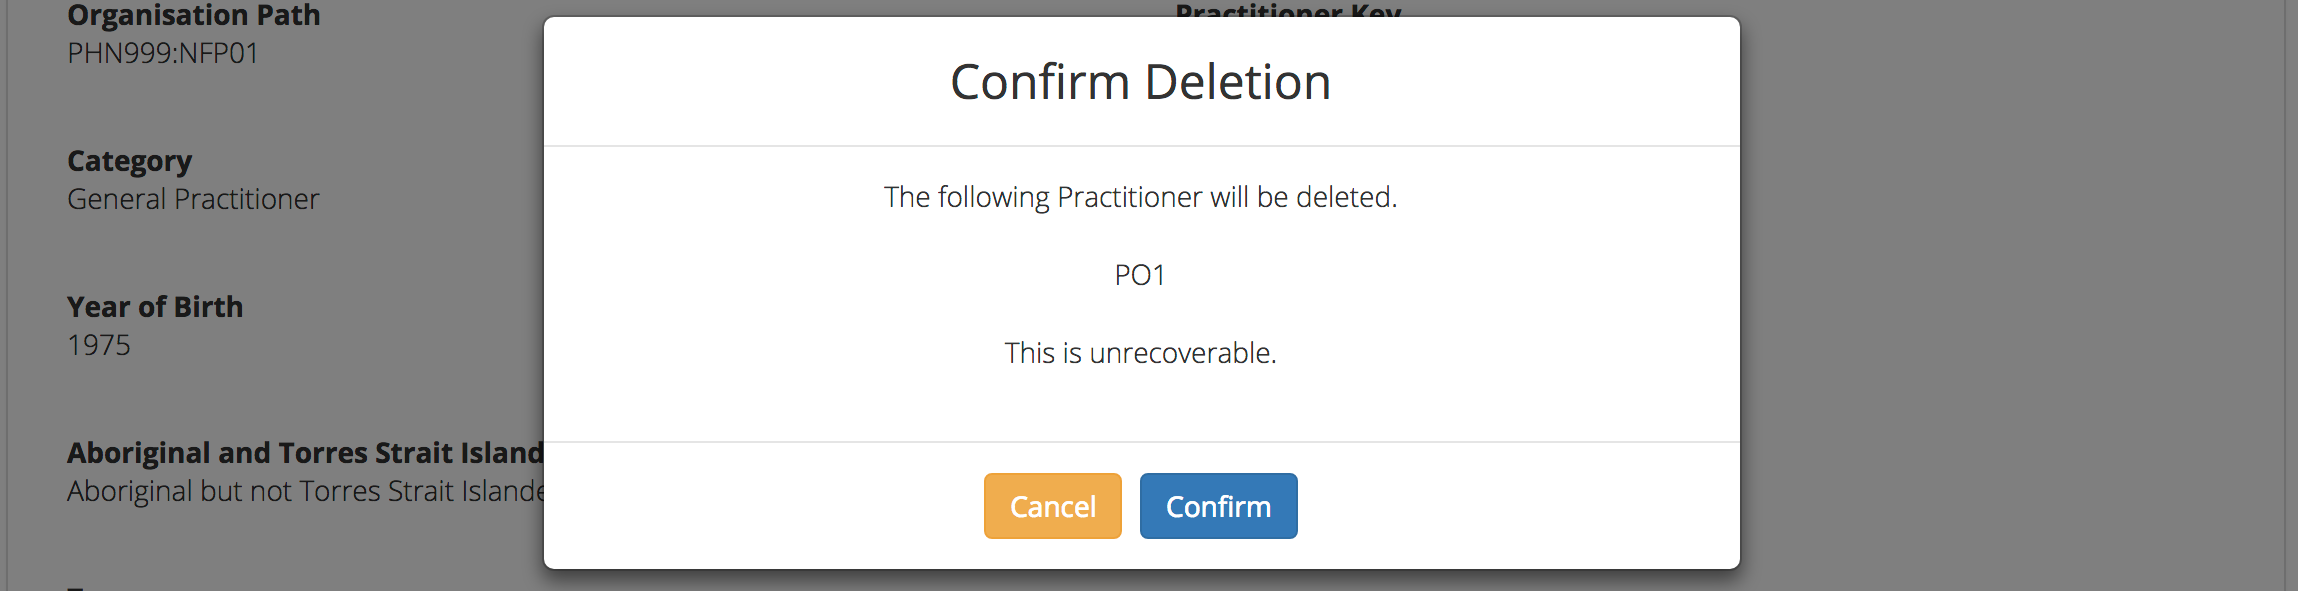 Organisation Path
PHN999:NFP01
Practitioner Key
Category
General Practitioner
Year of Birth
1975
Aboriginal and Torres Strait Island
Aboriginal but not Torres Strait Islande
Confirm Deletion
The following Practitioner will be deleted.
PO1
This is unrecoverable.
Cancel
Confirm